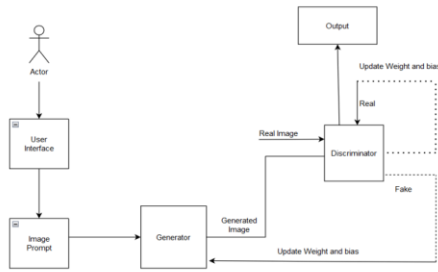 Output
Actor
Update Weight and bias
Real
User
Interface
Real Image
Discriminator
Fake
Image
Prompt
Generator
Generated
Image
Update Weight and bias